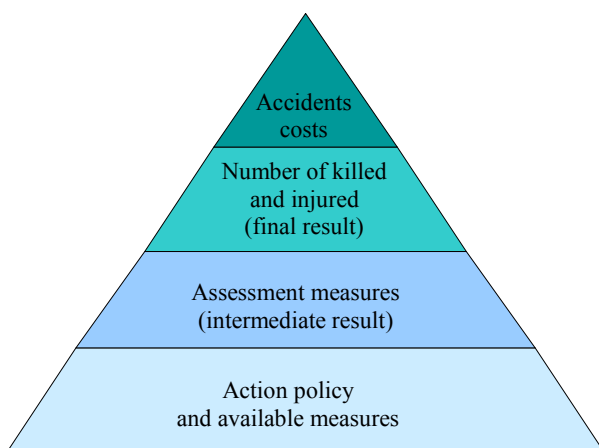 Accidents
costs
Number of killed
and injured
(final result)
Assessment measures
(intermediate result)
Action policy
and available measures